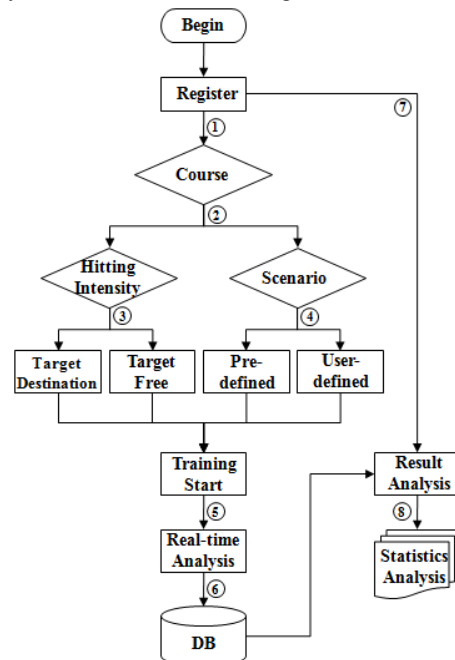 Begin
Register
①
⑦
Course
②
Hitting
Intensity
Scenario
③
④
Target
Destination
Target
Free
Pre-
defined
User-
defined
Training
Start
Result
Analysis
⑤
⑧
Real-time
Analysis
Statistics
Analysis
⑥
DB